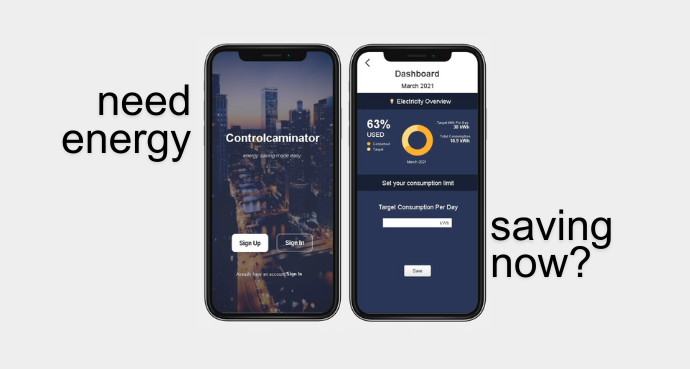 need
energy
Controlcaminator
energy saving made easy
Sign Up
Sign In
Already have an account?Sign In
Dashboard
March 2021
Electricity Overview
63%
USED
Consumed
Target
Target kWh Per Day
30 kWh
Total Consumption
18.9 kWh
March 2021
Set your consumption limit
Target Consumption Per Day
kWh
Save
saving
now?